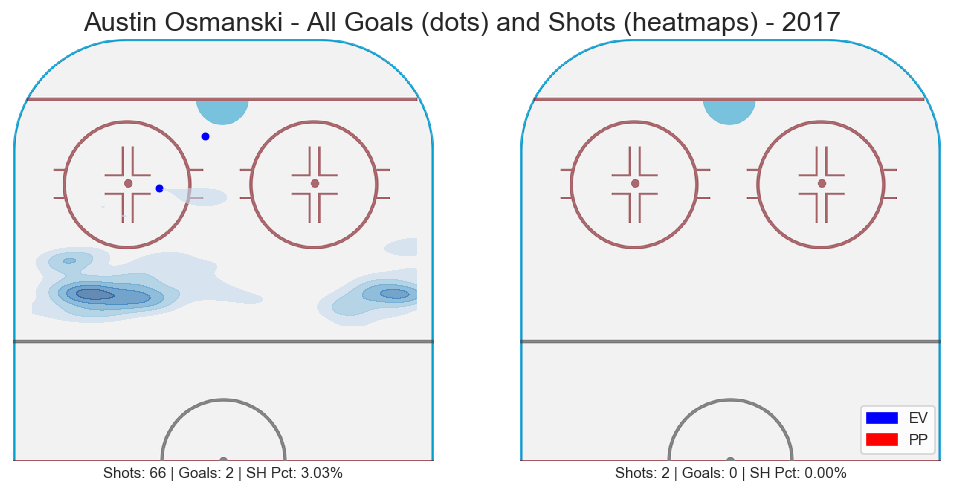 Austin Osmanski - All Goals (dots) and Shots (heatmaps) - 2017
EV
PP
Shots: 66 | Goals: 2 | SH Pct: 3.03%
Shots: 2 | Goals: 0 | SH Pct: 0.00%